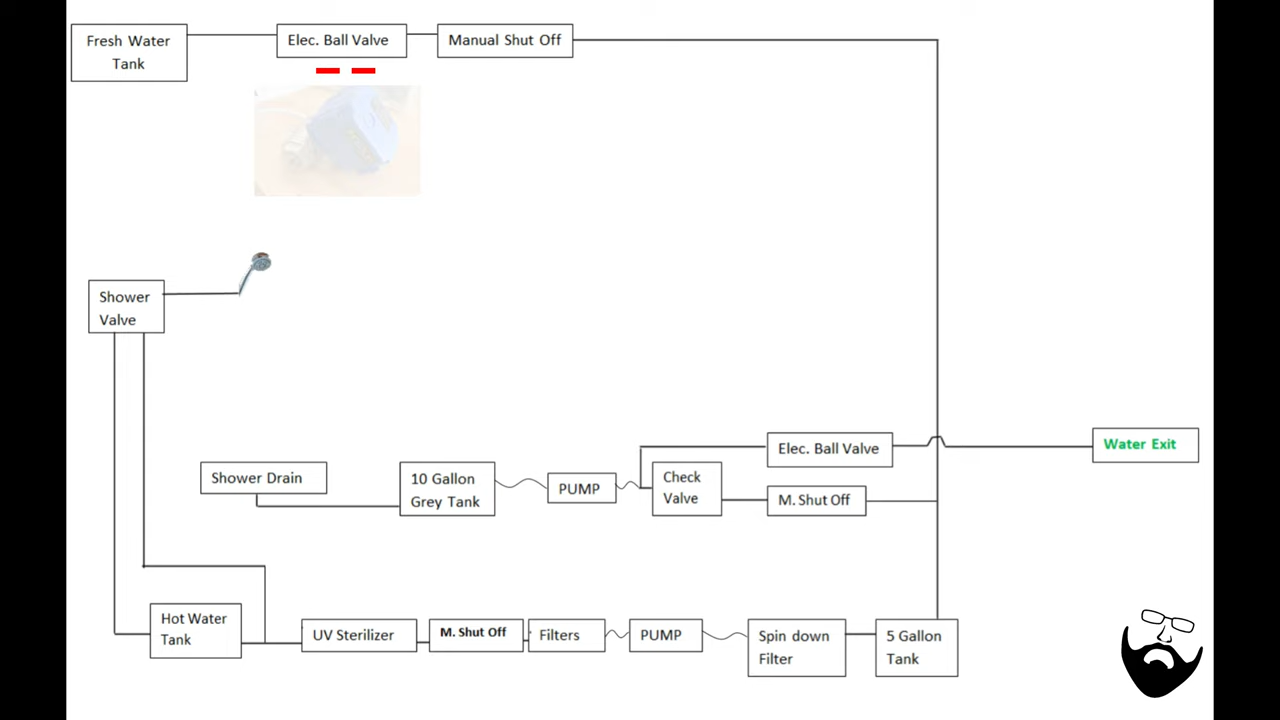 Fresh Water
Tank
Elec. Ball Valve
Manual Shut Off
Shower
Valve
Elec. Ball Valve
Water Exit
Shower Drain
10 Gallon
Grey Tank
PUMP
Check
Valve
M. Shut Off
Hot Water
Tank
UV Sterilizer
M. Shut Off
Filters
PUMP
Spin down
Filter
5 Gallon
Tank